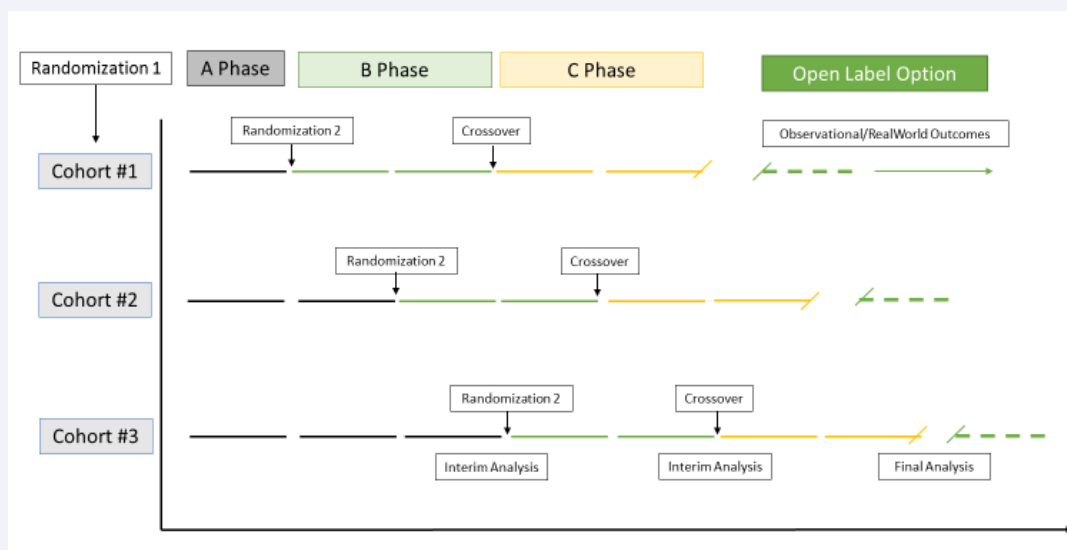 Randomization 1
A Phase
B Phase
C Phase
Open Label Option
Randomization 2
Crossover
Observational/RealWorld Outcomes
Cohort #1
Randomization 2
Crossover
Cohort #2
Randomization 2
Crossover
Cohort #3
Interim Analysis
Interim Analysis
Final Analysis